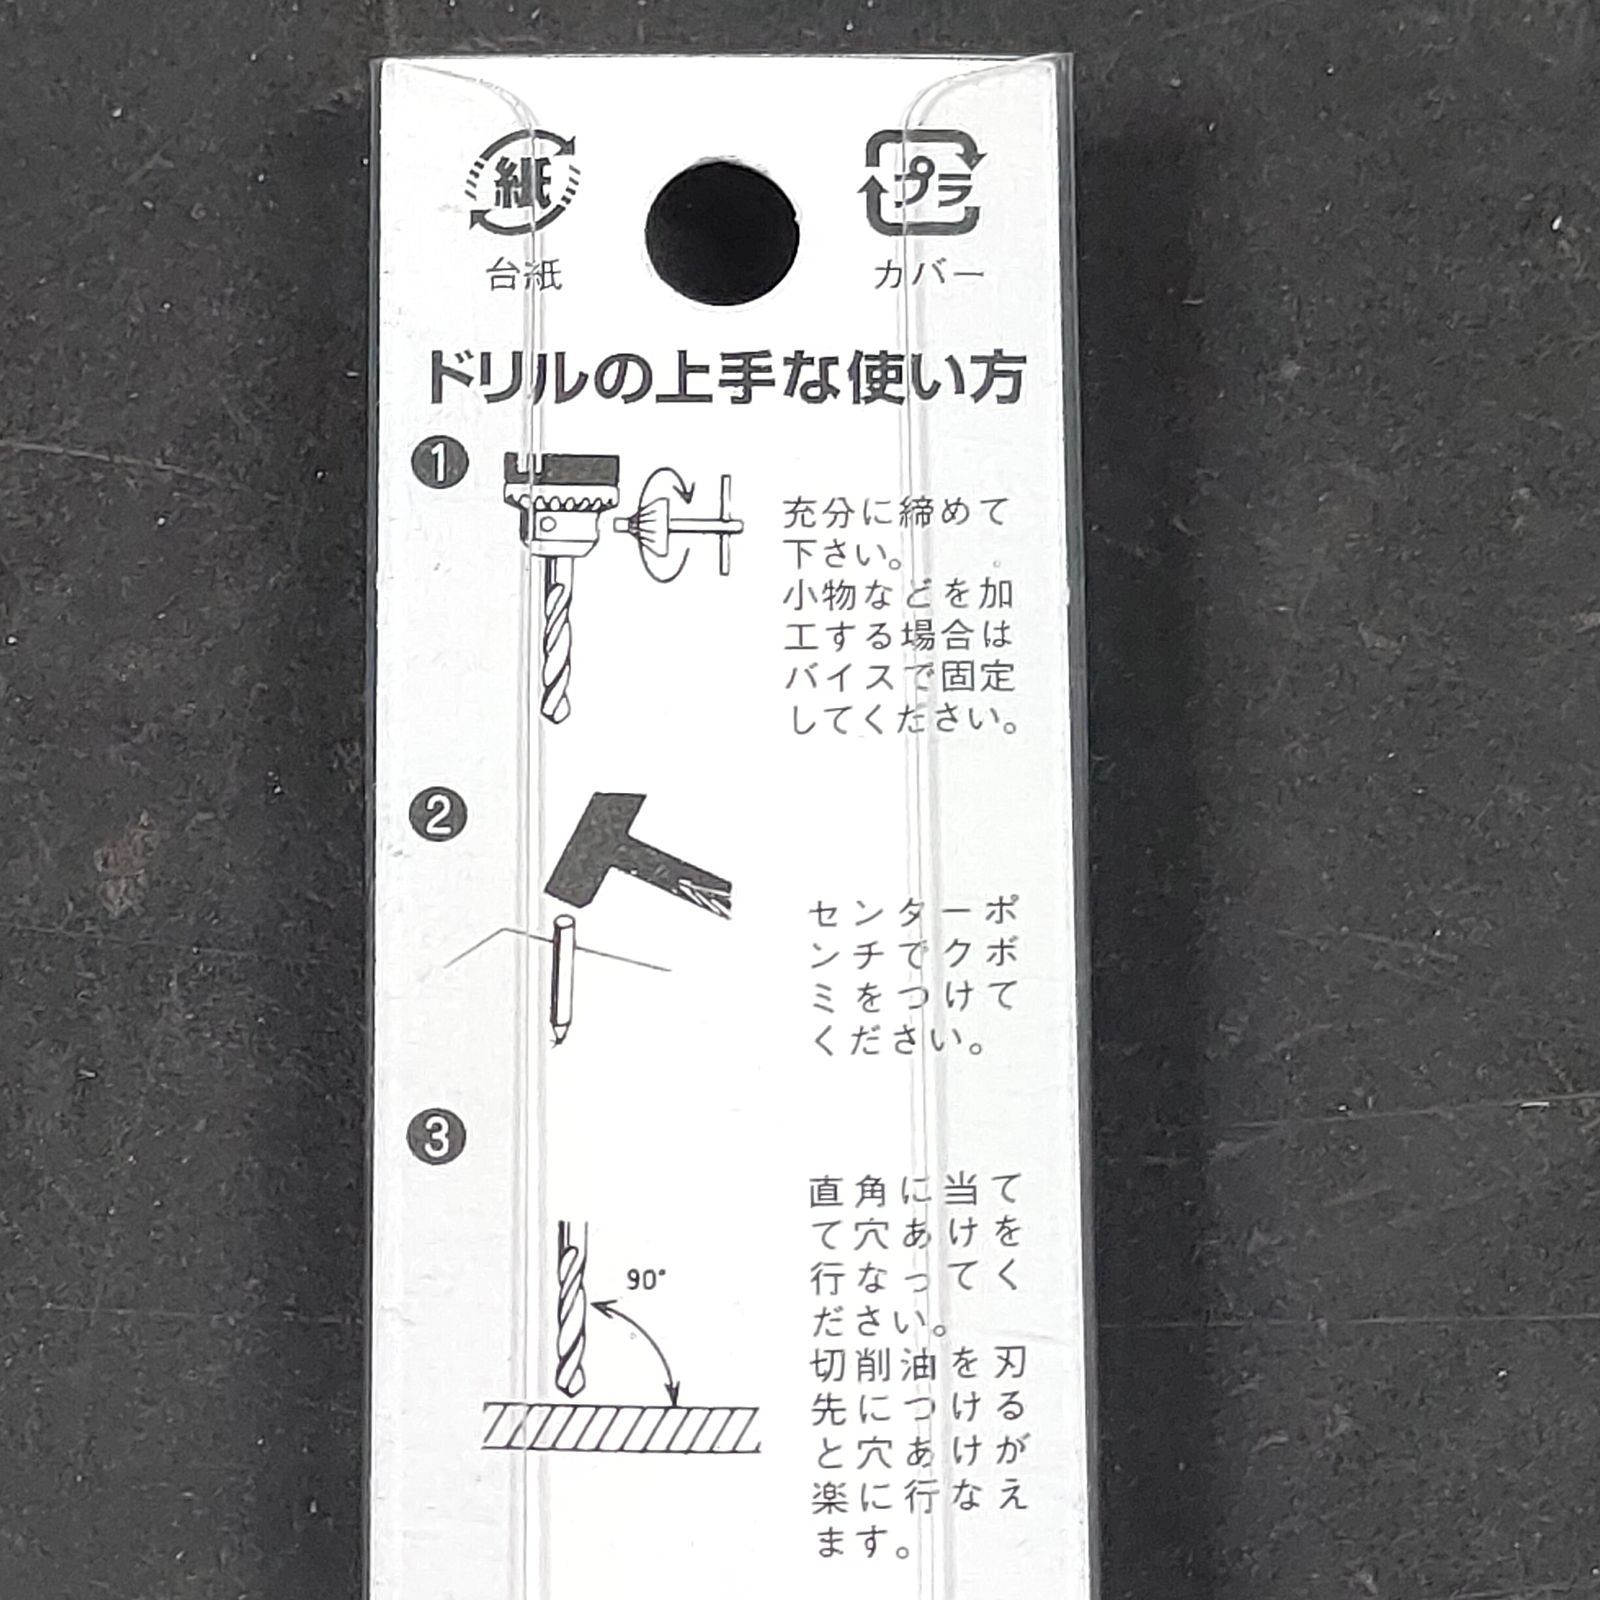 紙 プラ
台紙 カバー
ドリルの上手な使い方
1
充分に締めて
下さい。
小物などを加
工する場合は
バイスで固定
してください。
2
センターポ
ンチでクボ
ミをつけて
ください。
3
90°
直角に当て
て穴あけを
行なってく
ださい。
切削油を刃
先につける
と穴あけが
楽に行なえ
ます。